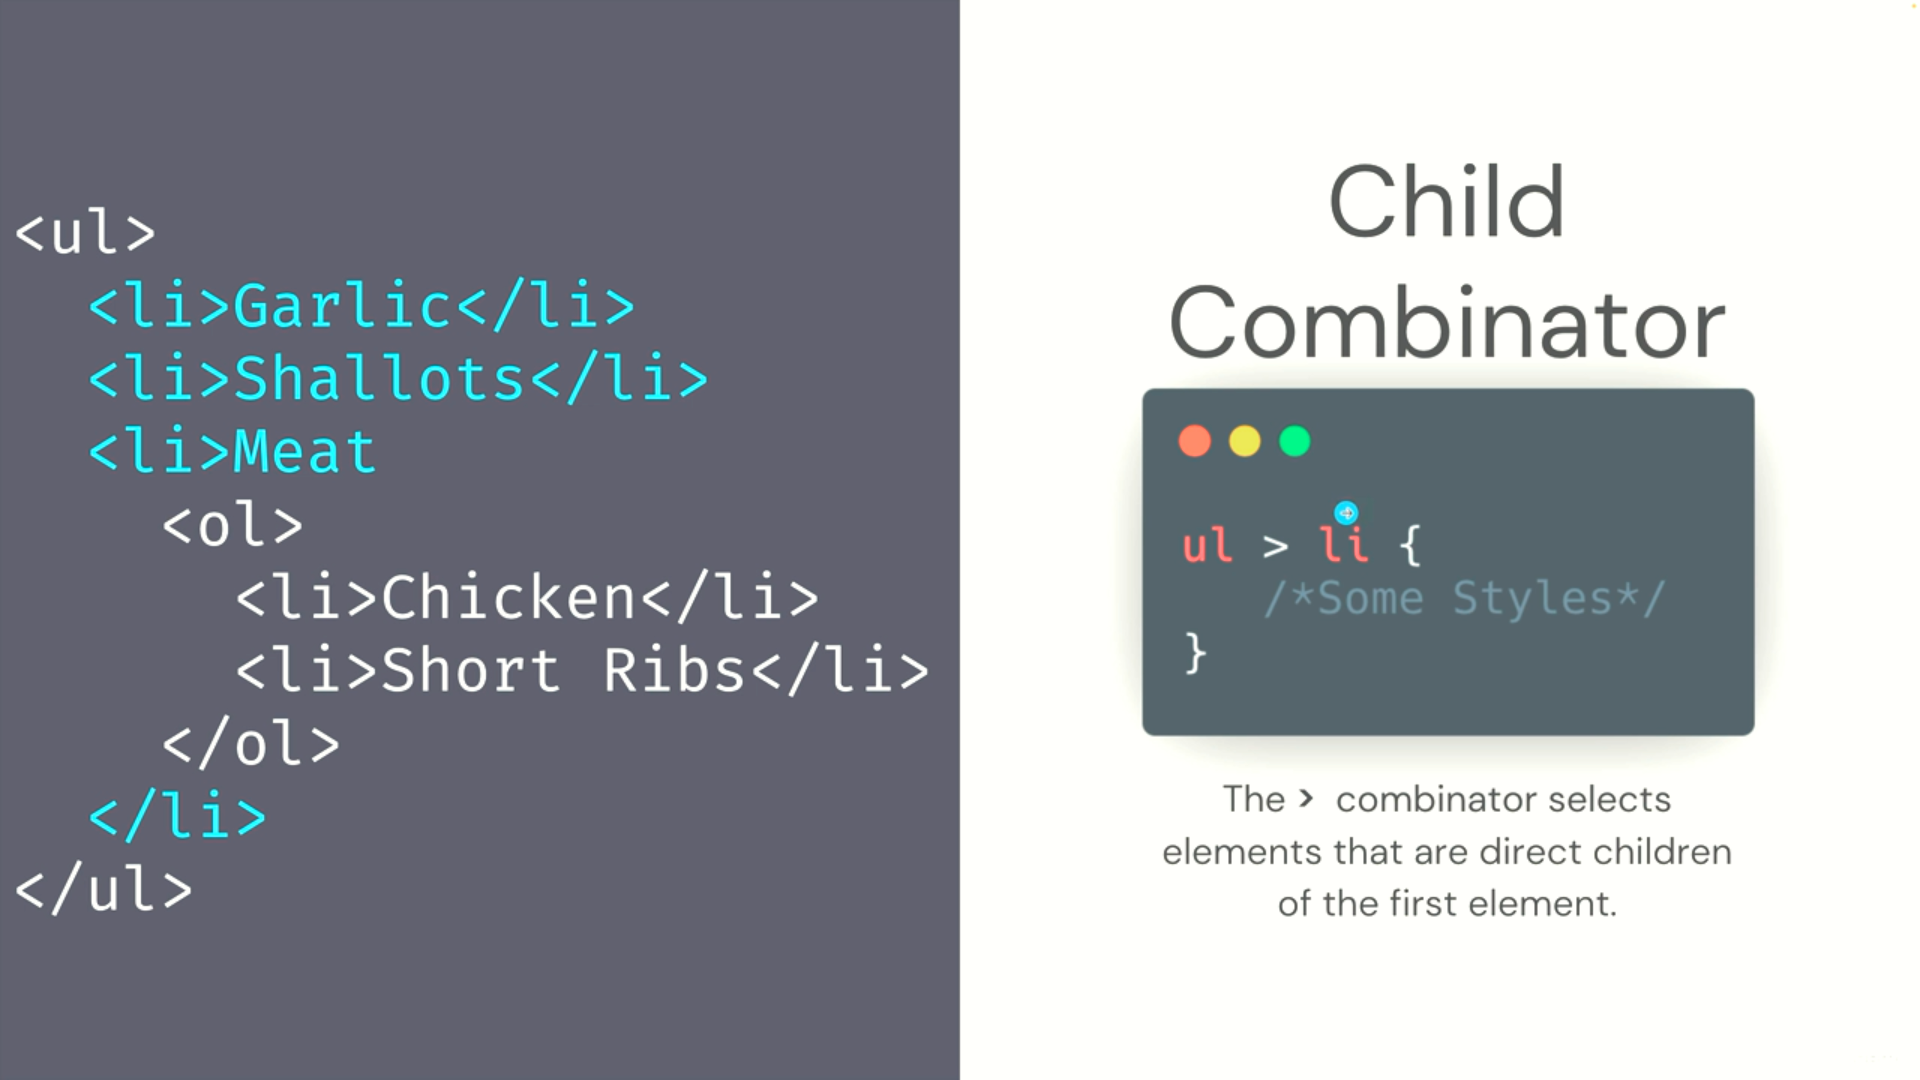 <ul>
<li>Garlic</li>
<li>Shallots</li>
<li>Meat
<ol>
<li>Chicken</li>
<li>Short Ribs</li>
</ol>
</li>
</ul>
Child
Combinator
ul > li {
/*Some Styles*/
}
The > combinator selects
elements that are direct children
of the first element.